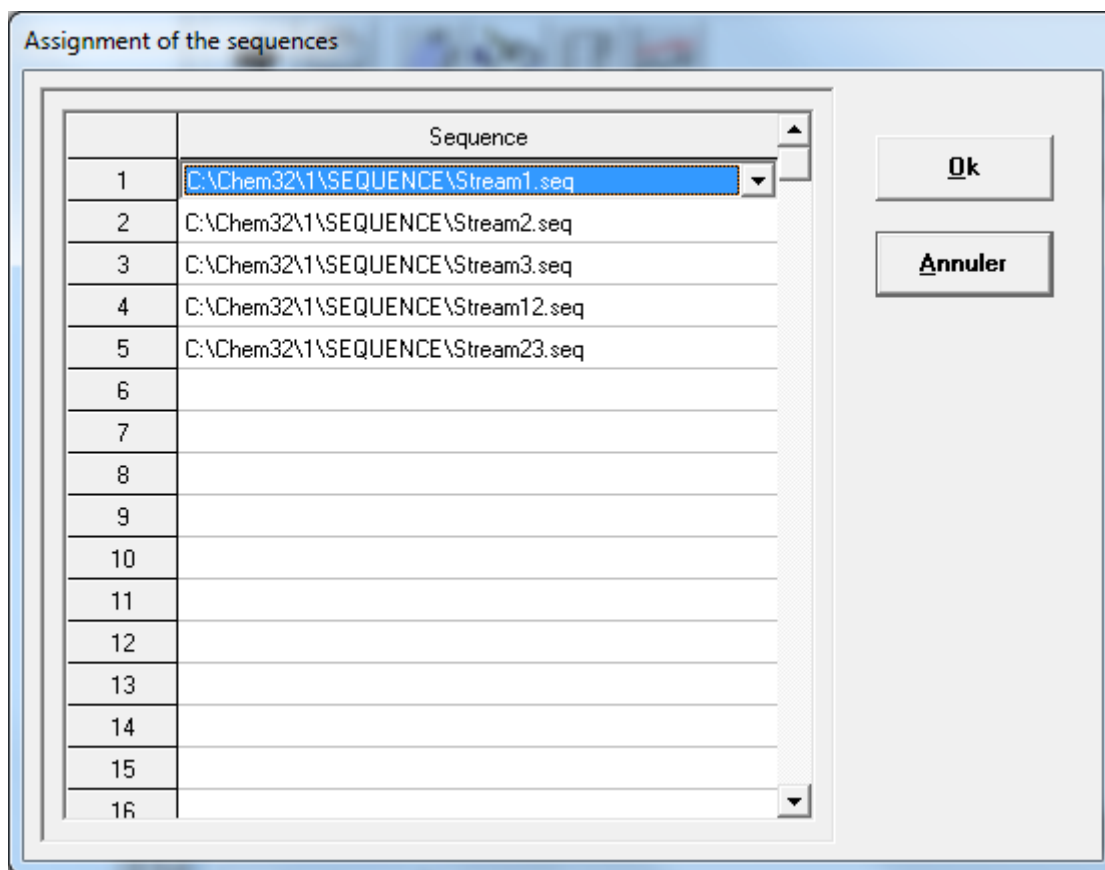 Assignment of the sequences
Sequence
Ok
1 C:\Chem32\1\SEQUENCE\Stream1.seq
2 C:\Chem32\1\SEQUENCE\Stream2.seq
3 C:\Chem32\1\SEQUENCE\Stream3.seq
Annuler
4 C:\Chem32\1\SEQUENCE\Stream12.seq
5 C:\Chem32\1\SEQUENCE\Stream23.seq
6
7
8
9
10
11
12
13
14
15
16